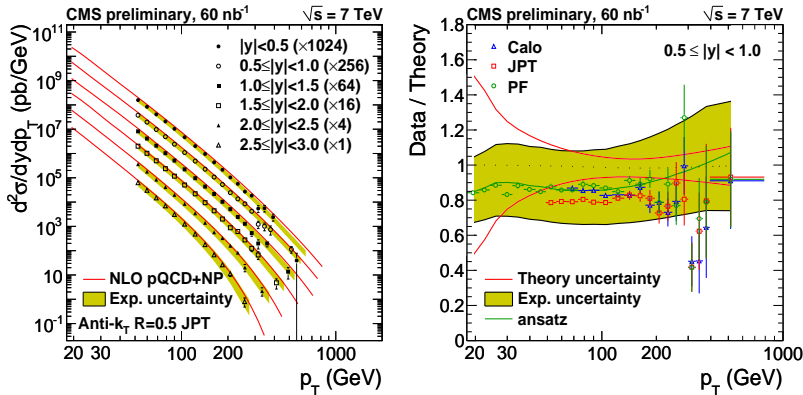 CMS preliminary, 60 nb⁻¹ √s = 7 TeV
d²σ/dydp_T (pb/GeV)
10¹¹
10⁹
10⁷
10⁵
10³
10
10⁻¹
|y|<0.5 (×1024)
0.5≤|y|<1.0 (×256)
1.0≤|y|<1.5 (×64)
1.5≤|y|<2.0 (×16)
2.0≤|y|<2.5 (×4)
2.5≤|y|<3.0 (×1)
NLO pQCD+NP
Exp. uncertainty
Anti-k_T R=0.5 JPT
20 30 100 200 1000 2000
p_T (GeV)
CMS preliminary, 60 nb⁻¹ √s = 7 TeV
Data / Theory
1.8
1.6
1.4
1.2
1
0.8
0.6
0.4
0.2
0
Calo
JPT
PF
0.5 ≤ |y| < 1.0
Theory uncertainty
Exp. uncertainty
ansatz
20 30 100 200 1000
p_T (GeV)